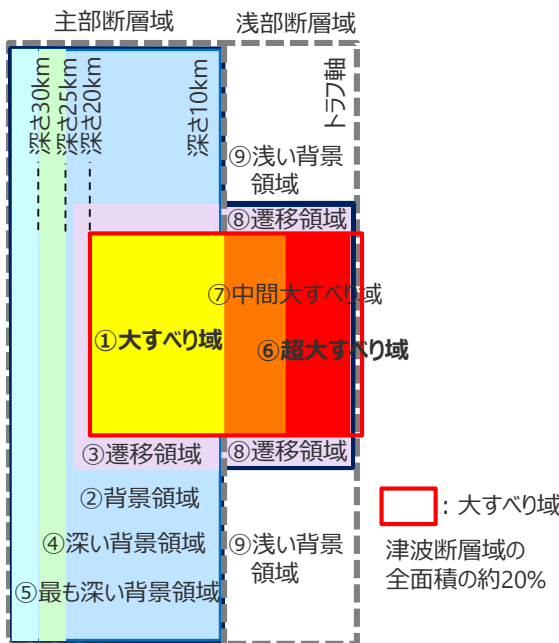 主部断層域
浅部断層域
深さ30km
深さ25km
深さ20km
深さ10km
トラフ軸
⑨浅い背景
領域
⑧遷移領域
⑦中間大すべり域
①大すべり域
⑥超大すべり域
③遷移領域
⑧遷移領域
②背景領域
④深い背景領域
⑨浅い背景
領域
⑤最も深い背景領域
：大すべり域
津波断層域の
全面積の約20%